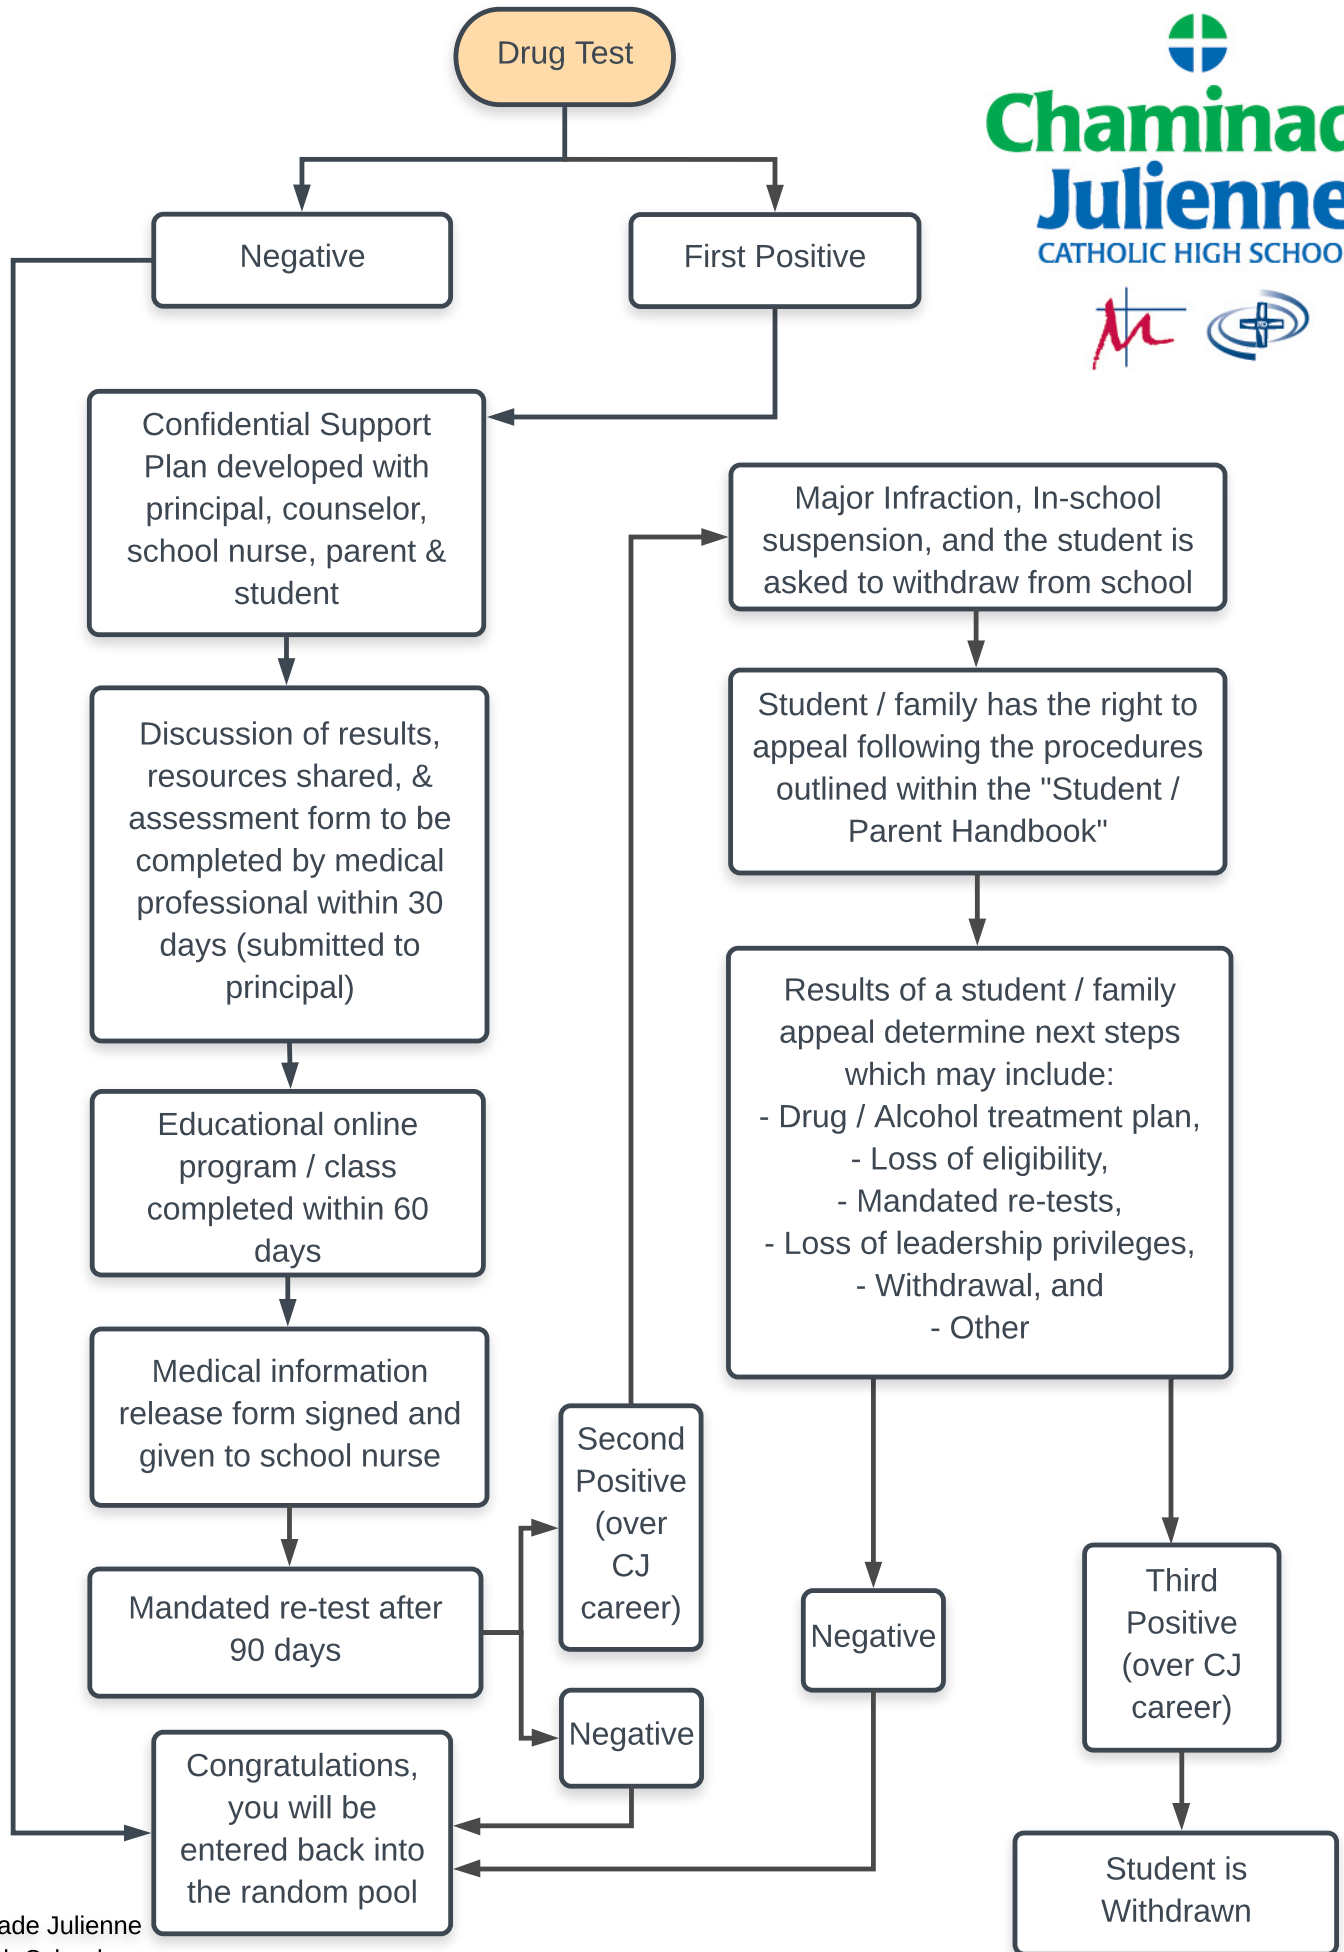 Drug Test
Chaminad
Julienne
CATHOLIC HIGH SCHOO
Negative
First Positive
Confidential Support
Plan developed with
principal, counselor,
school nurse, parent &
student
Major Infraction, In-school
suspension, and the student is
asked to withdraw from school
Student / family has the right to
appeal following the procedures
outlined within the "Student /
Parent Handbook"
Discussion of results,
resources shared, &
assessment form to be
completed by medical
professional within 30
days (submitted to
principal)
Results of a student / family
appeal determine next steps
which may include:
- Drug / Alcohol treatment plan,
- Loss of eligibility,
- Mandated re-tests,
- Loss of leadership privileges,
- Withdrawal, and
- Other
Educational online
program / class
completed within 60
days
Medical information
release form signed and
given to school nurse
Mandated re-test after
90 days
Second
Positive
(over
CJ
career)
Negative
Negative
Third
Positive
(over CJ
career)
Congratulations,
you will be
entered back into
the random pool
Student is
Withdrawn
ade Julienne